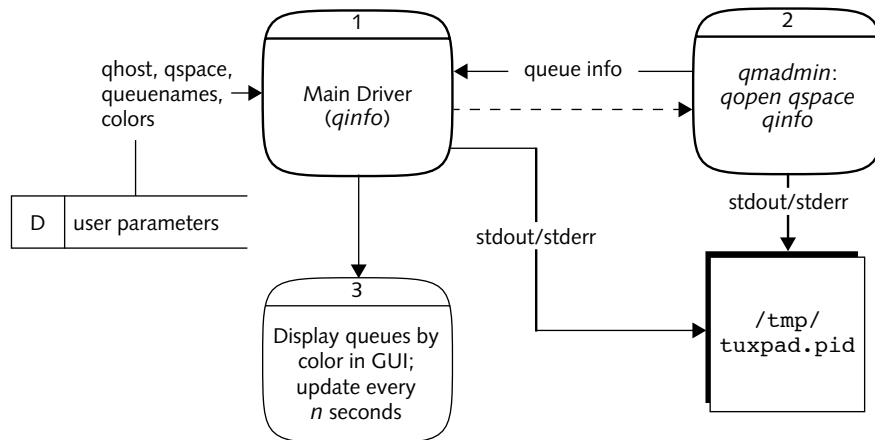 1
Main Driver
(qinfo)
qhost, qspace,
queuenames,
colors
queue info
2
qmadmin:
qopen qspace
qinfo
D
user parameters
stdout/stderr
stdout/stderr
3
Display queues by
color in GUI;
update every
n seconds
/tmp/
tuxpad.pid